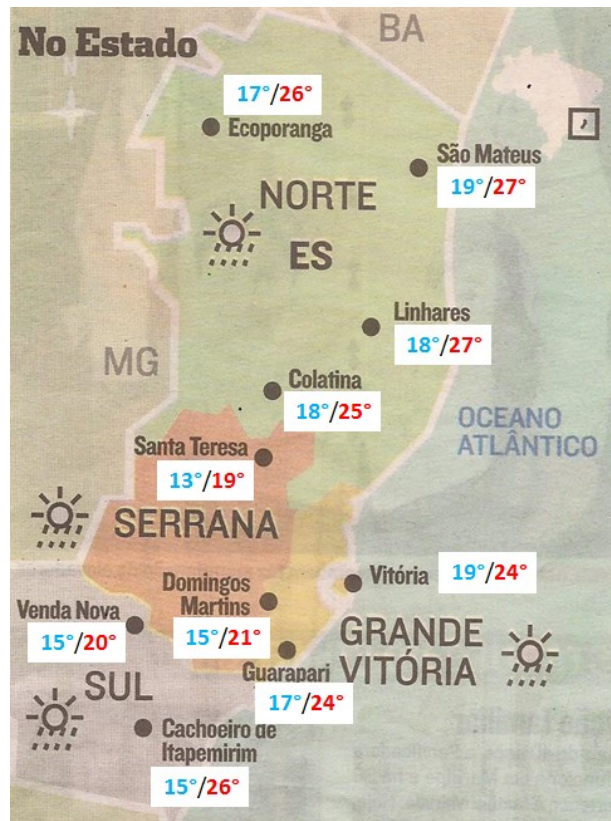 No Estado
BA
N
17°/26°
Ecoporanga
São Mateus
19°/27°
NORTE
ES
Linhares
18°/27°
MG
Colatina
18°/25°
OCEANO
ATLÂNTICO
Santa Teresa
13°/19°
SERRANA
Vitória 19°/24°
Domingos
Martins
15°/21°
Venda Nova
15°/20°
GRANDE
VITÓRIA
Guarapari
17°/24°
SUL
Cachoeiro de
Itapemirim
15°/26°